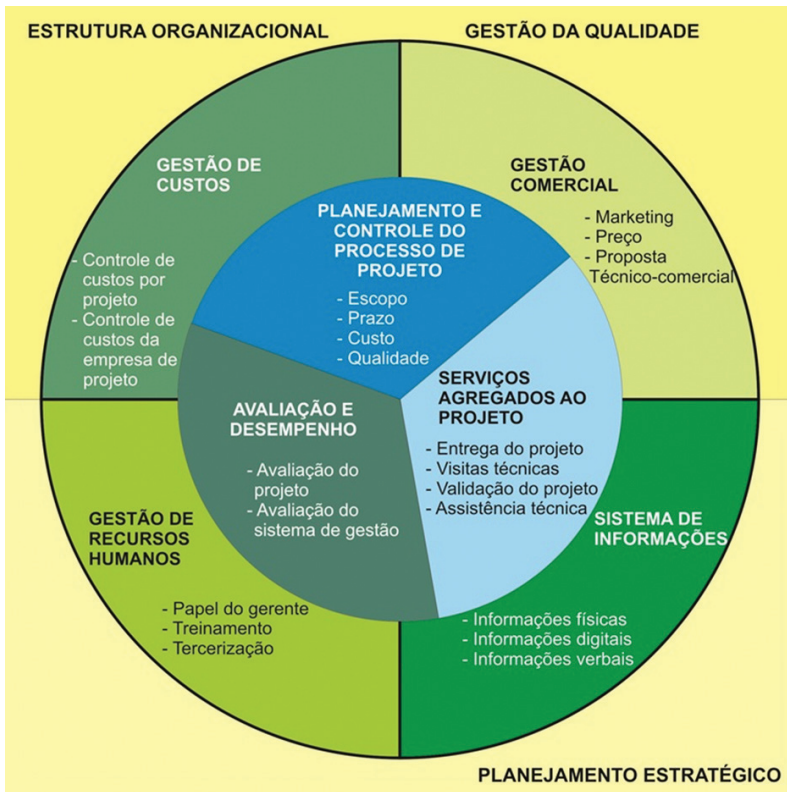 ESTRUTURA ORGANIZACIONAL
GESTÃO DA QUALIDADE
GESTÃO DE
CUSTOS
- Controle de
custos por
projeto
- Controle de
custos da
empresa de
projeto
GESTÃO
COMERCIAL
- Marketing
- Preço
- Proposta
Técnico-comercial
PLANEJAMENTO E
CONTROLE DO
PROCESSO DE
PROJETO
- Escopo
- Prazo
- Custo
- Qualidade
AVALIAÇÃO E
DESEMPENHO
- Avaliação do
projeto
- Avaliação do
sistema de gestão
SERVIÇOS
AGREGADOS AO
PROJETO
- Entrega do projeto
- Visitas técnicas
- Validação do projeto
- Assistência técnica
GESTÃO DE
RECURSOS
HUMANOS
- Papel do gerente
- Treinamento
- Tercerização
SISTEMA DE
INFORMAÇÕES
- Informações físicas
- Informações digitais
- Informações verbais
PLANEJAMENTO ESTRATÉGICO